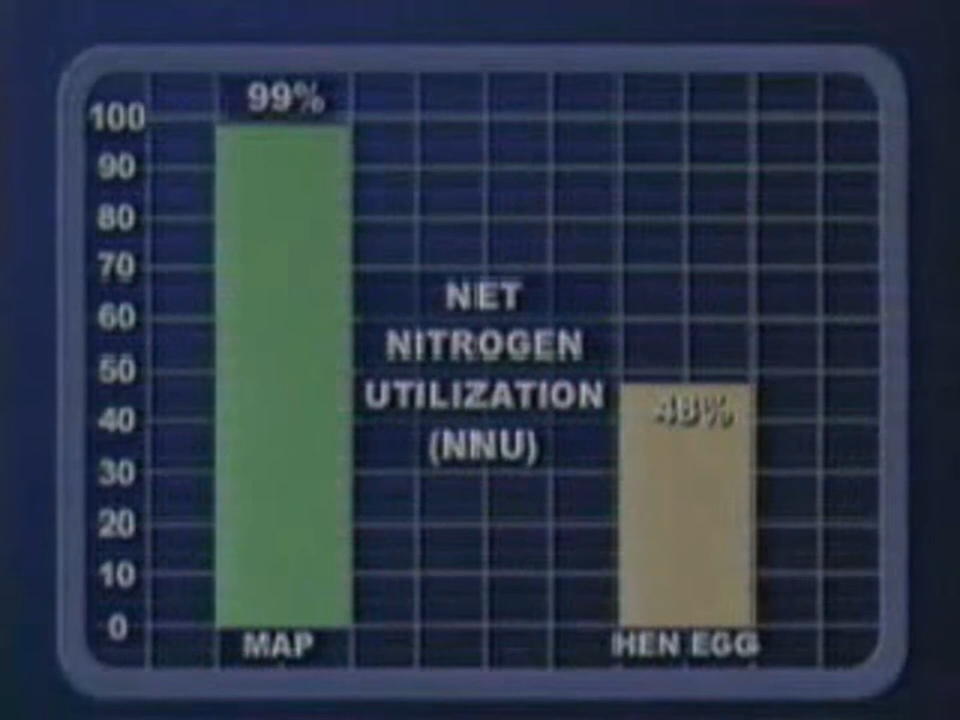 99%
100
90
80
70
60
50
40
30
20
10
0
NET
NITROGEN
UTILIZATION
(NNU)
48%
MAP
HEN EGG